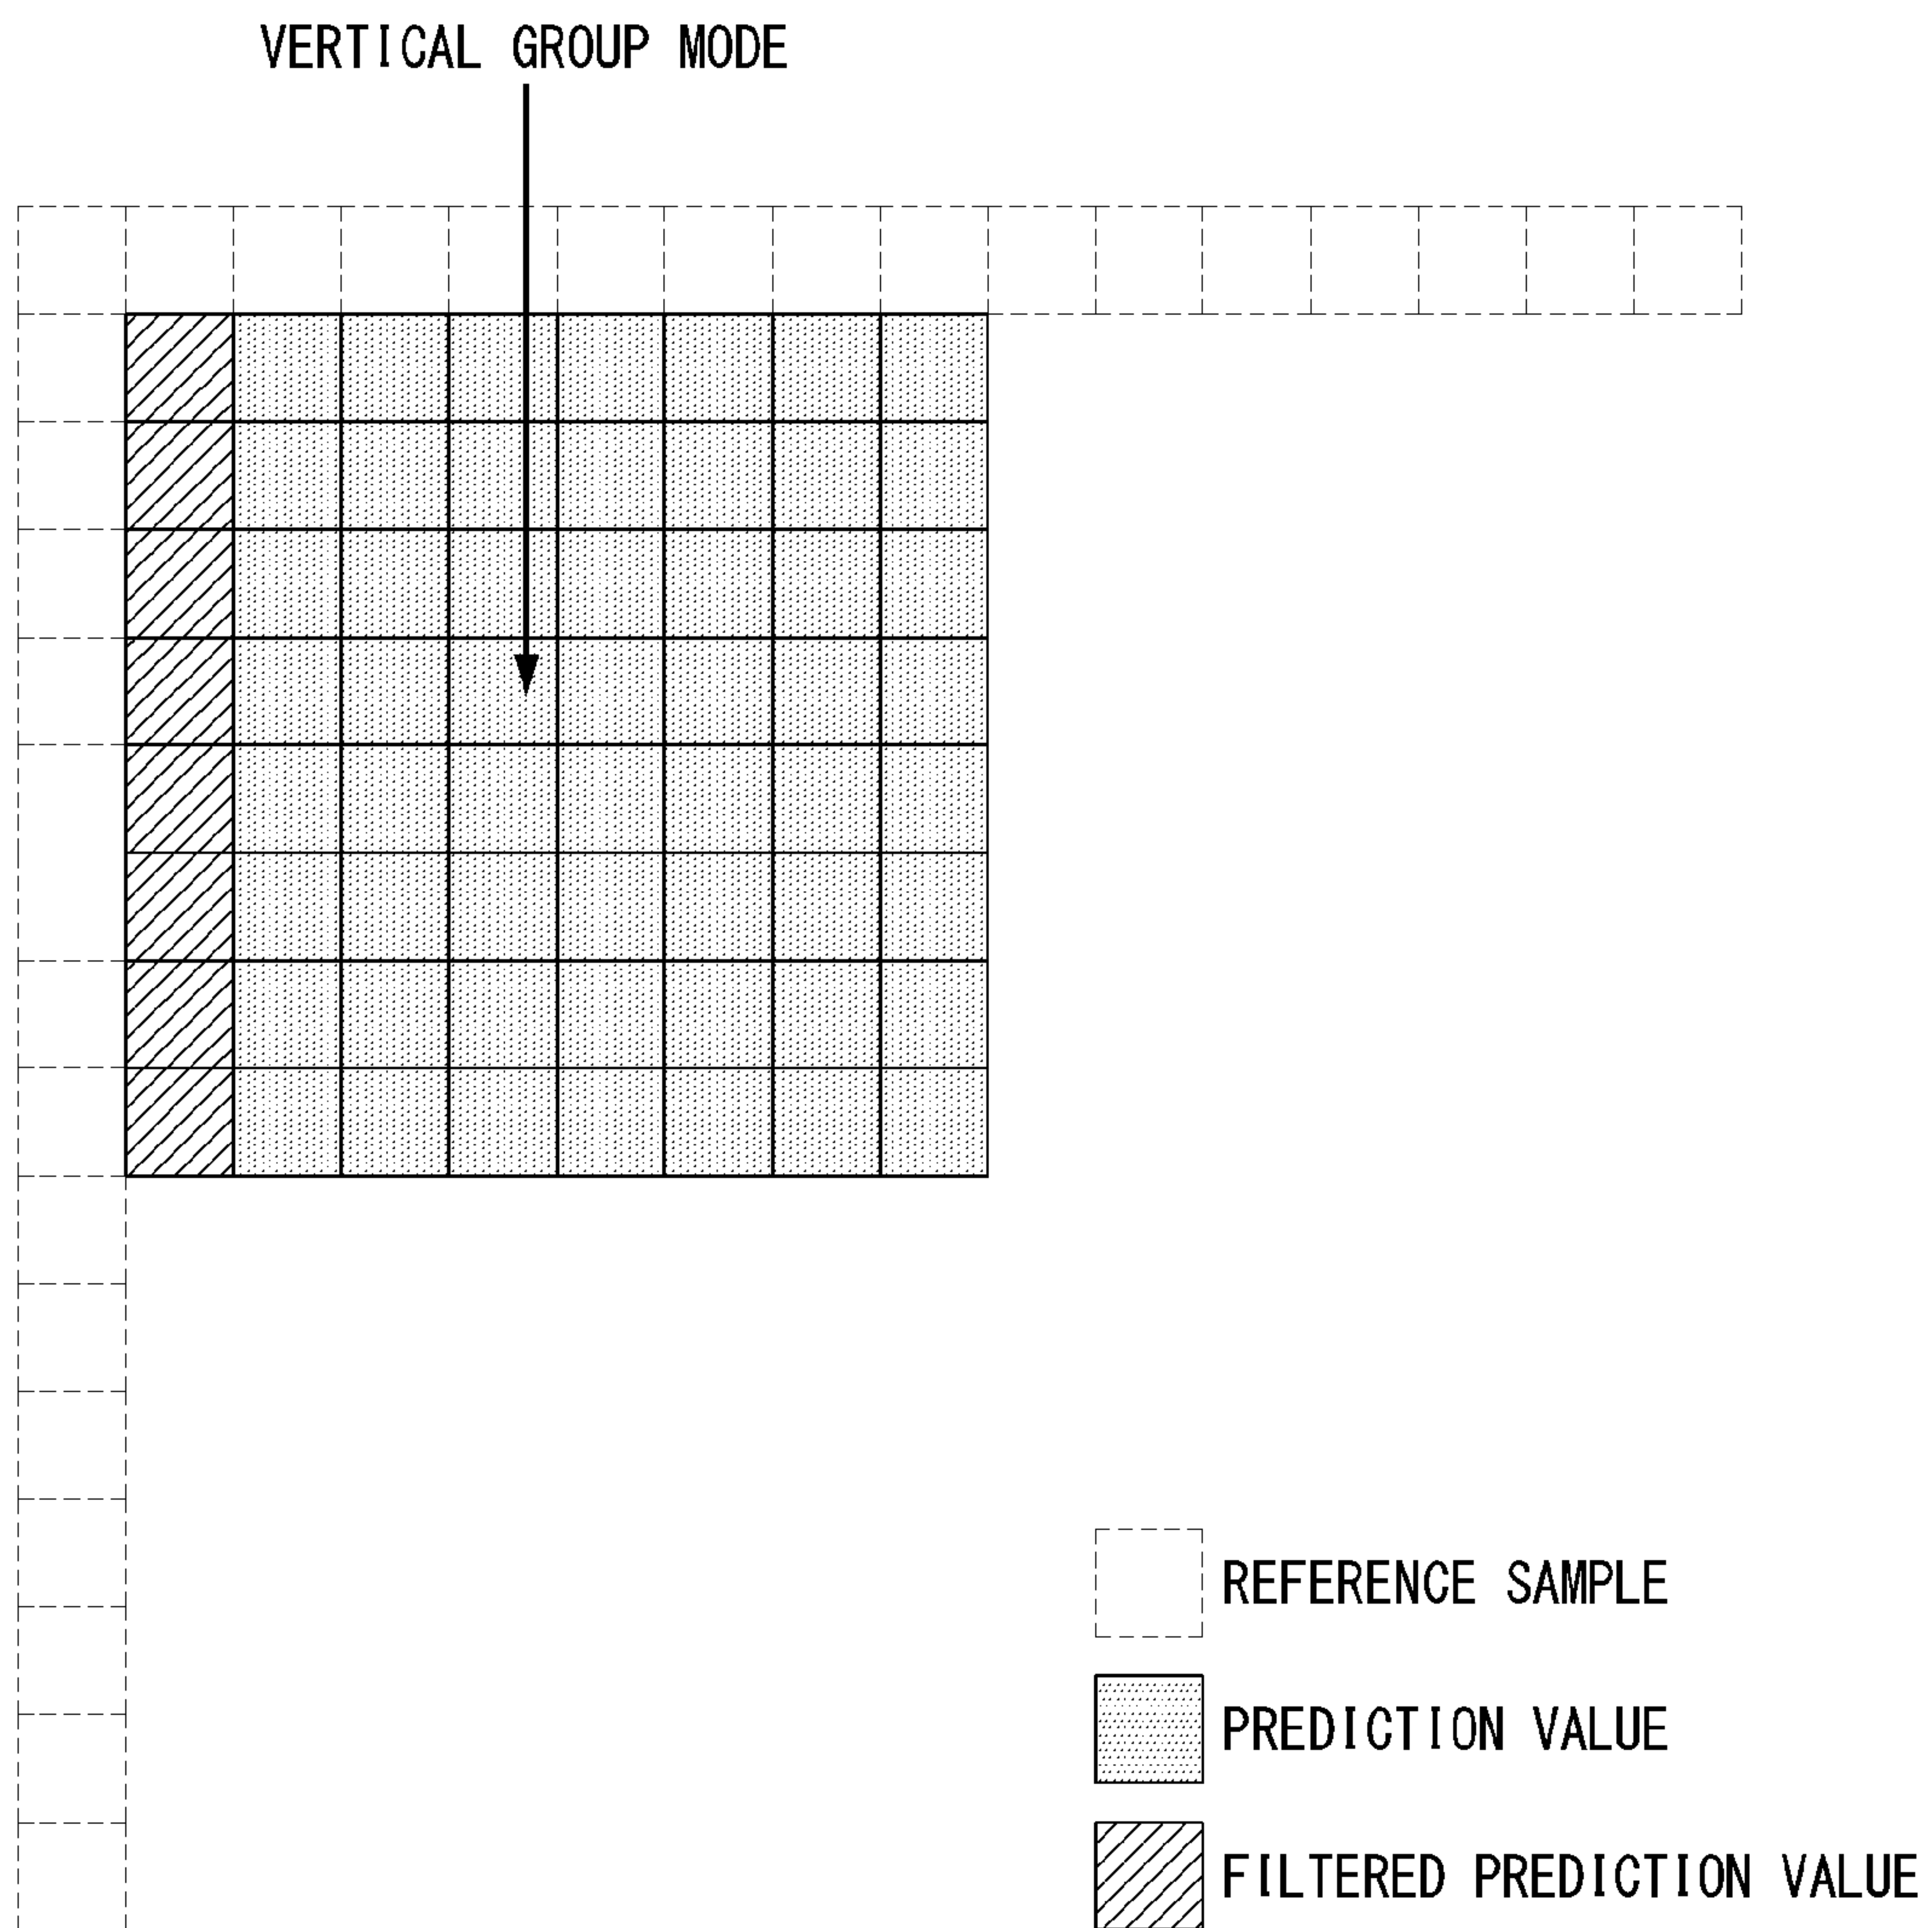 VERTICAL GROUP MODE
REFERENCE SAMPLE
PREDICTION VALUE
FILTERED PREDICTION VALUE